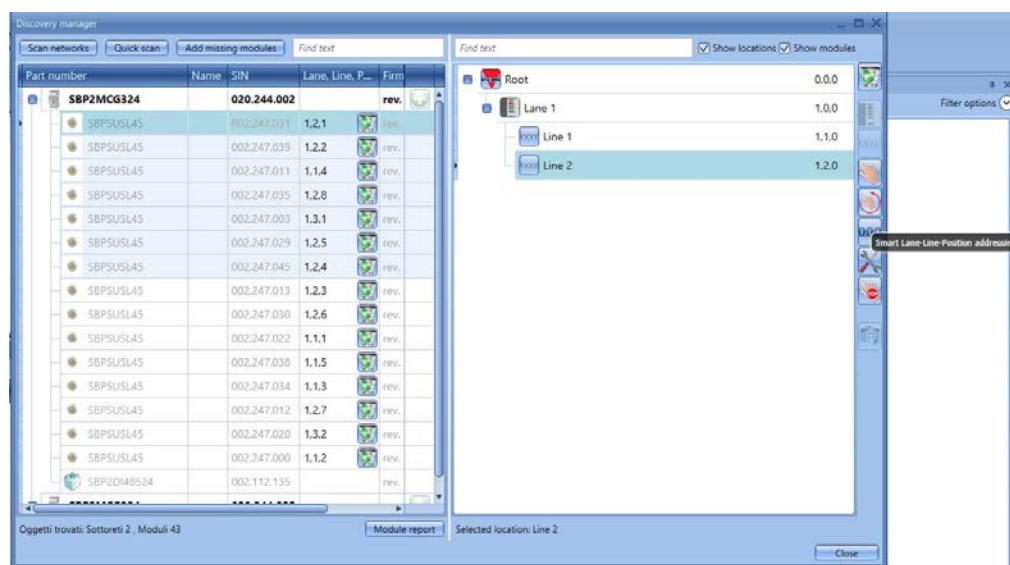 Discovery manager
Scan networks Quick scan Add missing modules Find text
Part number Name SIN Lane, Line, P... Firm
SBP2MCG324 020.244.002 rev.
SBPSUSL45 002.247.031 1,2,1 rev.
SBPSUSL45 002.247.039 1,2,2 rev.
SBPSUSL45 002.247.011 1,1,4 rev.
SBPSUSL45 002.247.035 1,2,8 rev.
SBPSUSL45 002.247.003 1,3,1 rev.
SBPSUSL45 002.247.029 1,2,5 rev.
SBPSUSL45 002.247.045 1,2,4 rev.
SBPSUSL45 002.247.013 1,2,3 rev.
SBPSUSL45 002.247.030 1,2,6 rev.
SBPSUSL45 002.247.022 1,1,1 rev.
SBPSUSL45 002.247.038 1,1,5 rev.
SBPSUSL45 002.247.034 1,1,3 rev.
SBPSUSL45 002.247.012 1,2,7 rev.
SBPSUSL45 002.247.020 1,3,2 rev.
SBPSUSL45 002.247.000 1,1,2 rev.
SBP2DI48524 002.112.135 rev.
Oggetti trovati: Sottoreti 2 , Moduli 43 Module report
Find text Show locations Show modules
Root 0,0,0
Lane 1 1,0,0
Line 1 1,1,0
Line 2 1,2,0
Smart Lane-Line-Position addressin
Selected location: Line 2
Close
Filter options